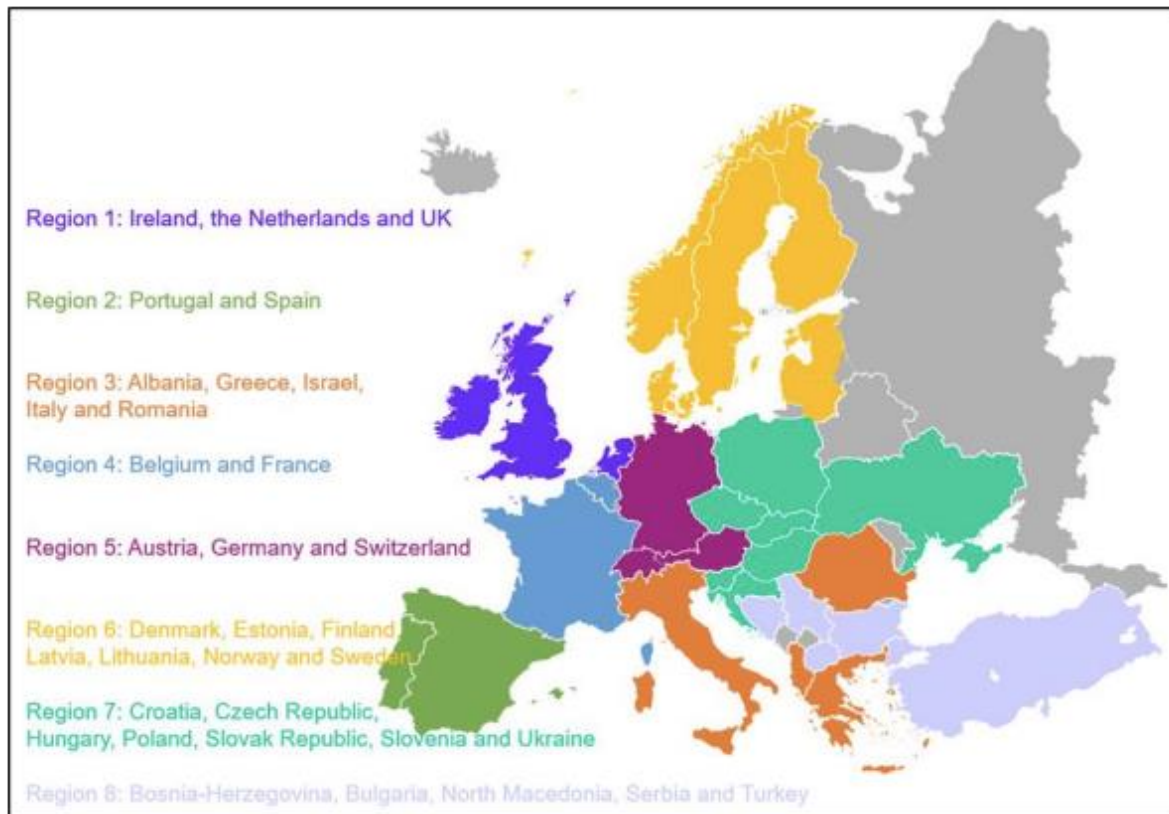 Region 1: Ireland, the Netherlands and UK
Region 2: Portugal and Spain
Region 3: Albania, Greece, Israel,
Italy and Romania
Region 4: Belgium and France
Region 5: Austria, Germany and Switzerland
Region 6: Denmark, Estonia, Finland,
Latvia, Lithuania, Norway and Sweden
Region 7: Croatia, Czech Republic,
Hungary, Poland, Slovak Republic, Slovenia and Ukraine
Region 8: Bosnia-Herzegovina, Bulgaria, North Macedonia, Serbia and Turkey